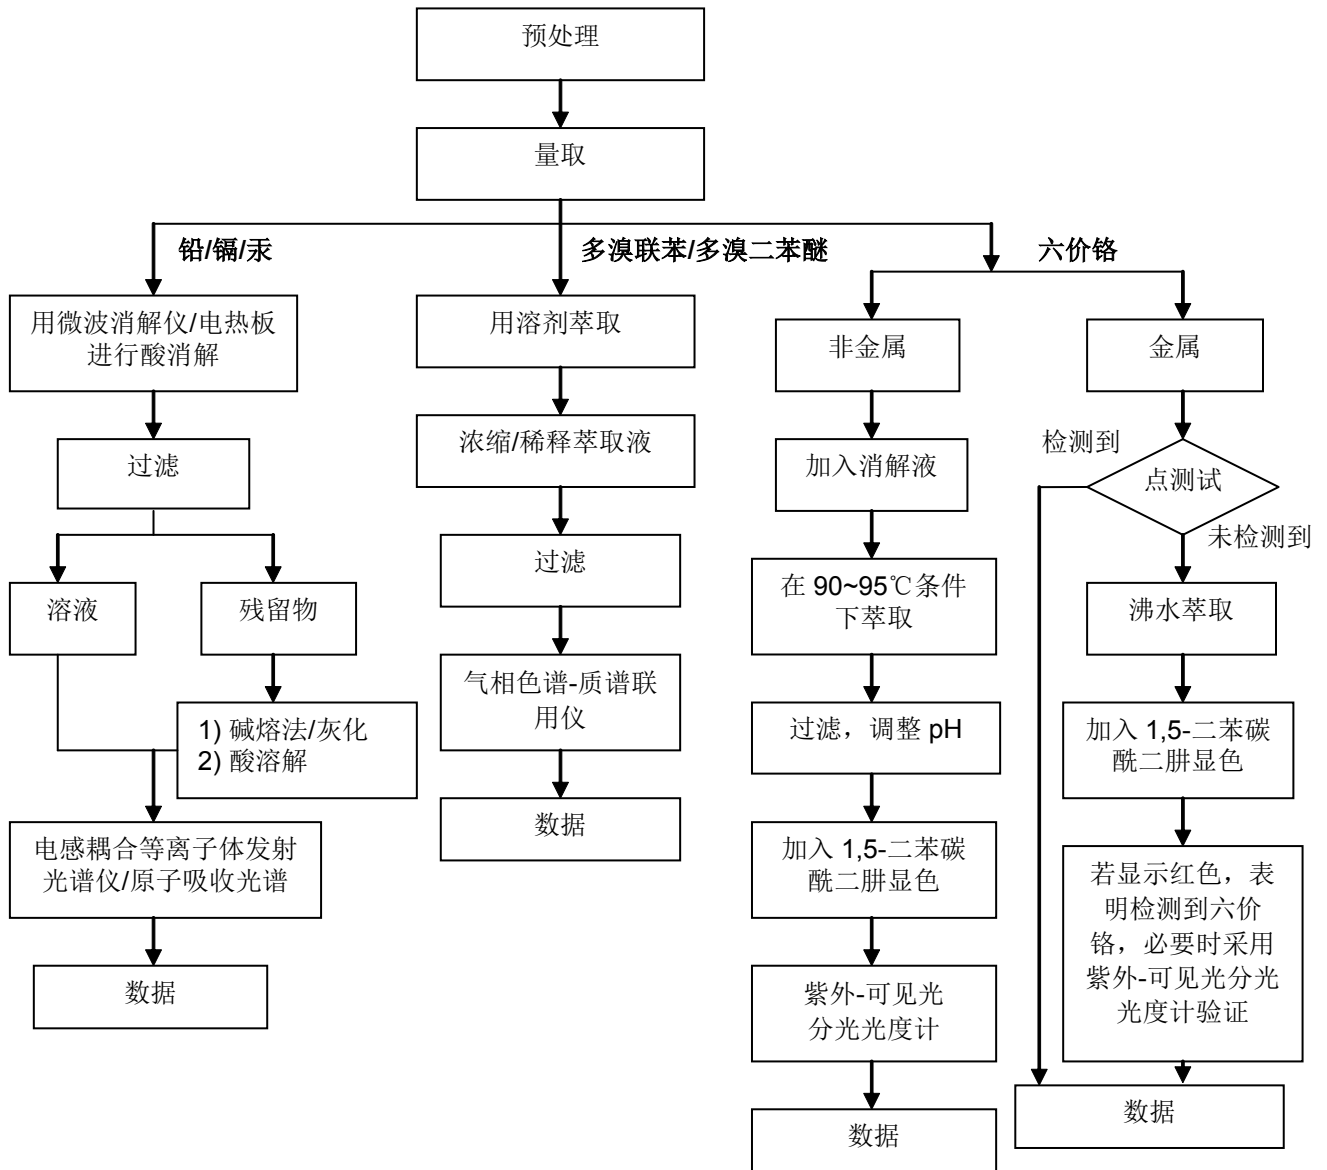 预处理
量取
铅/镉/汞
多溴联苯/多溴二苯醚
六价铬
用微波消解仪/电热板
进行酸消解
过滤
溶液
残留物
1) 碱熔法/灰化
2) 酸溶解
电感耦合等离子体发射
光谱仪/原子吸收光谱
数据
用溶剂萃取
浓缩/稀释萃取液
过滤
气相色谱-质谱联
用仪
数据
非金属
加入消解液
在 90~95℃条件
下萃取
过滤，调整 pH
加入 1,5-二苯碳
酰二肼显色
紫外-可见光
分光光度计
数据
金属
检测到
点测试
未检测到
沸水萃取
加入 1,5-二苯碳
酰二肼显色
若显示红色，表
明检测到六价
铬，必要时采用
紫外-可见光分光
光度计验证
数据